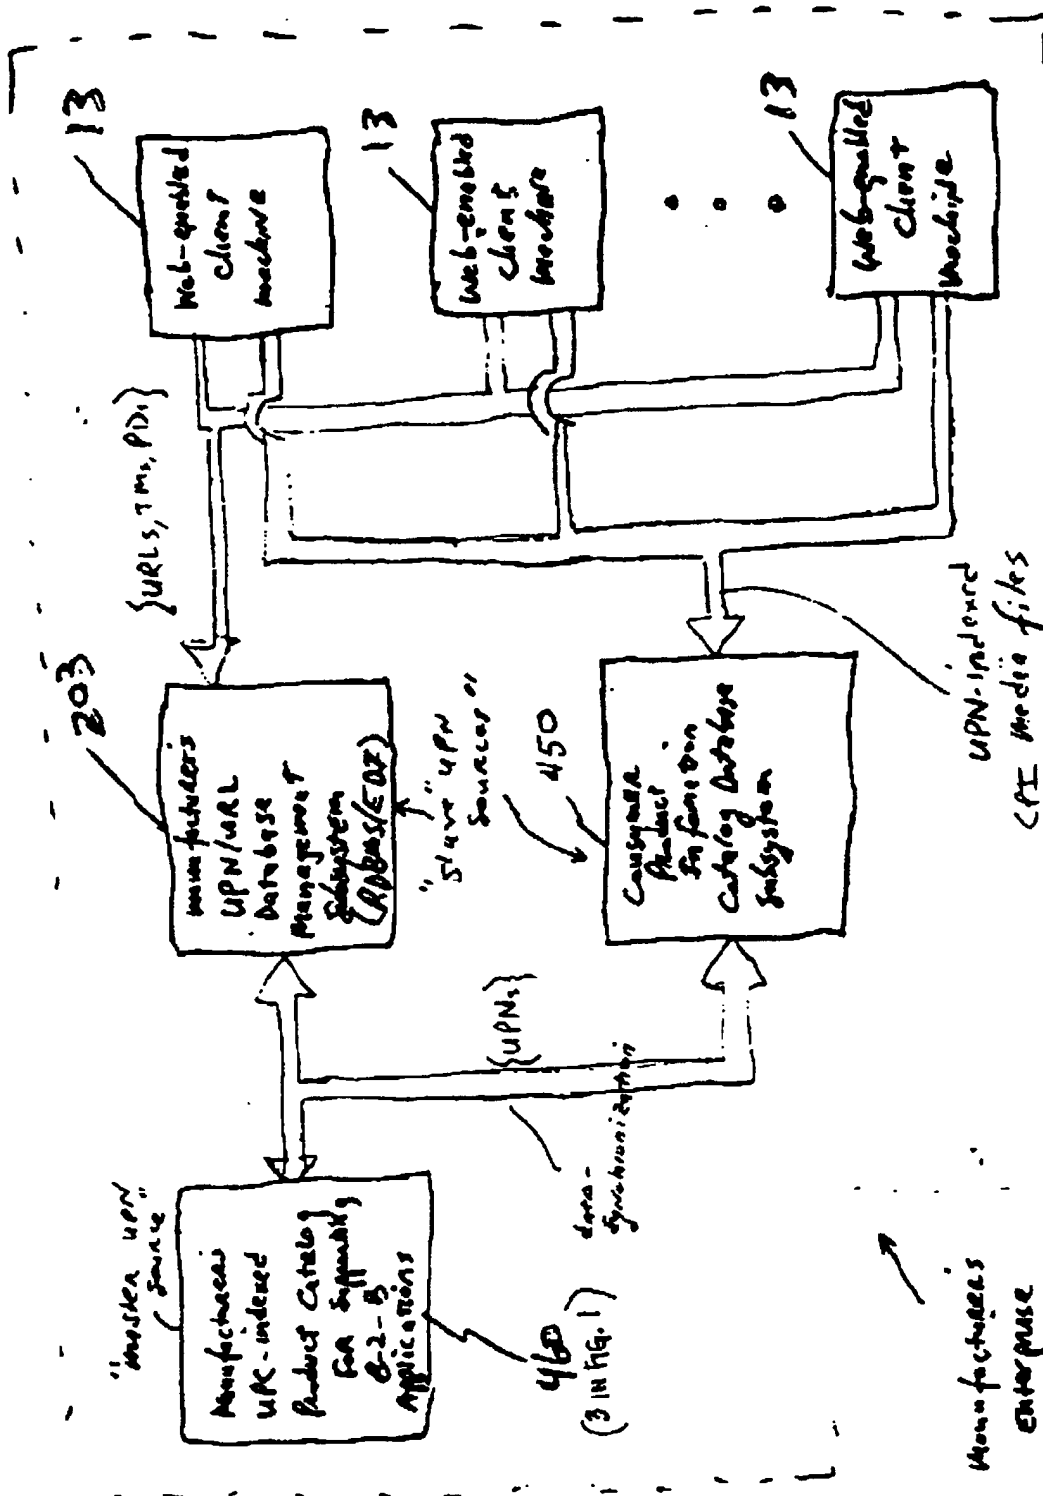 "Master UPN"
source
Manufacturers
UPC-indexed
Product Catalog
For Supporting
B-2-B
Applications
460
(3 IN FIG. 1)
{UPNs}
data-
synchronization
203
manufacturers
UPN/URL
Database
Management
Subsystem
(RDBMS/EDI)
"slave" UPN
sources"
450
Consumer
Product
Information
Catalog Database
Subsystem
{URLs, TMs, PDs}
13
Web-enabled
client
machine
13
Web-enabled
client
machine
13
Web-enabled
client
machine
UPN-indexed
CPI media files
manufacturers
Enterprise